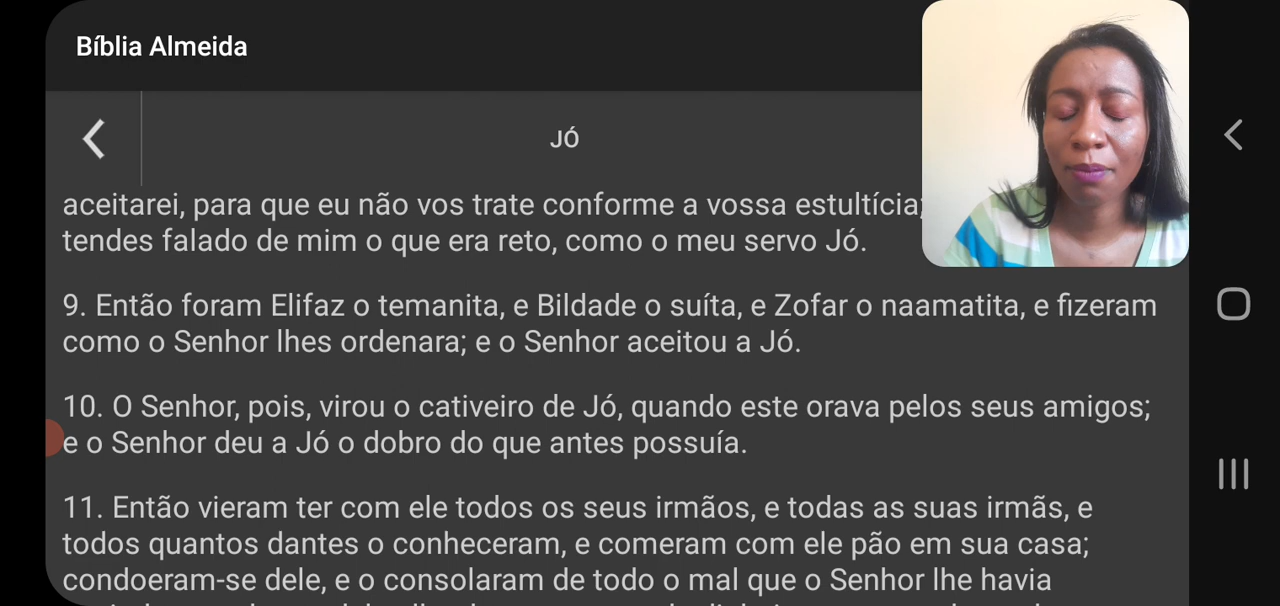 Bíblia Almeida
JÓ
aceitarei, para que eu não vos trate conforme a vossa estultícia;
tendes falado de mim o que era reto, como o meu servo Jó.
9. Então foram Elifaz o temanita, e Bildade o suíta, e Zofar o naamatita, e fizeram
como o Senhor lhes ordenara; e o Senhor aceitou a Jó.
10. O Senhor, pois, virou o cativeiro de Jó, quando este orava pelos seus amigos;
e o Senhor deu a Jó o dobro do que antes possuía.
11. Então vieram ter com ele todos os seus irmãos, e todas as suas irmãs, e
todos quantos dantes o conheceram, e comeram com ele pão em sua casa;
condoeram-se dele, e o consolaram de todo o mal que o Senhor lhe havia